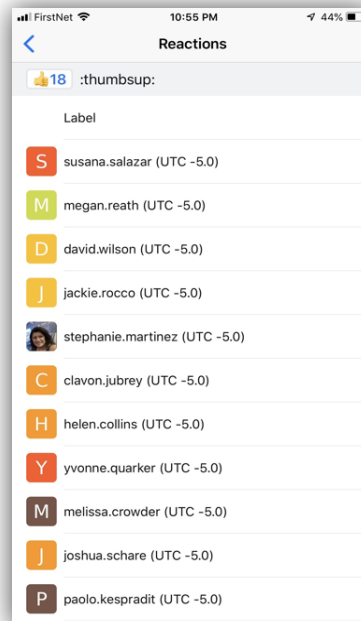 FirstNet 10:55 PM 44%
Reactions
18 :thumbsup:
Label
S susana.salazar (UTC -5.0)
M megan.reath (UTC -5.0)
D david.wilson (UTC -5.0)
J jackie.rocco (UTC -5.0)
stephanie.martinez (UTC -5.0)
C clavon.jubrey (UTC -5.0)
H helen.collins (UTC -5.0)
Y yvonne.quarker (UTC -5.0)
M melissa.crowder (UTC -5.0)
J joshua.schare (UTC -5.0)
P paolo.kespradit (UTC -5.0)